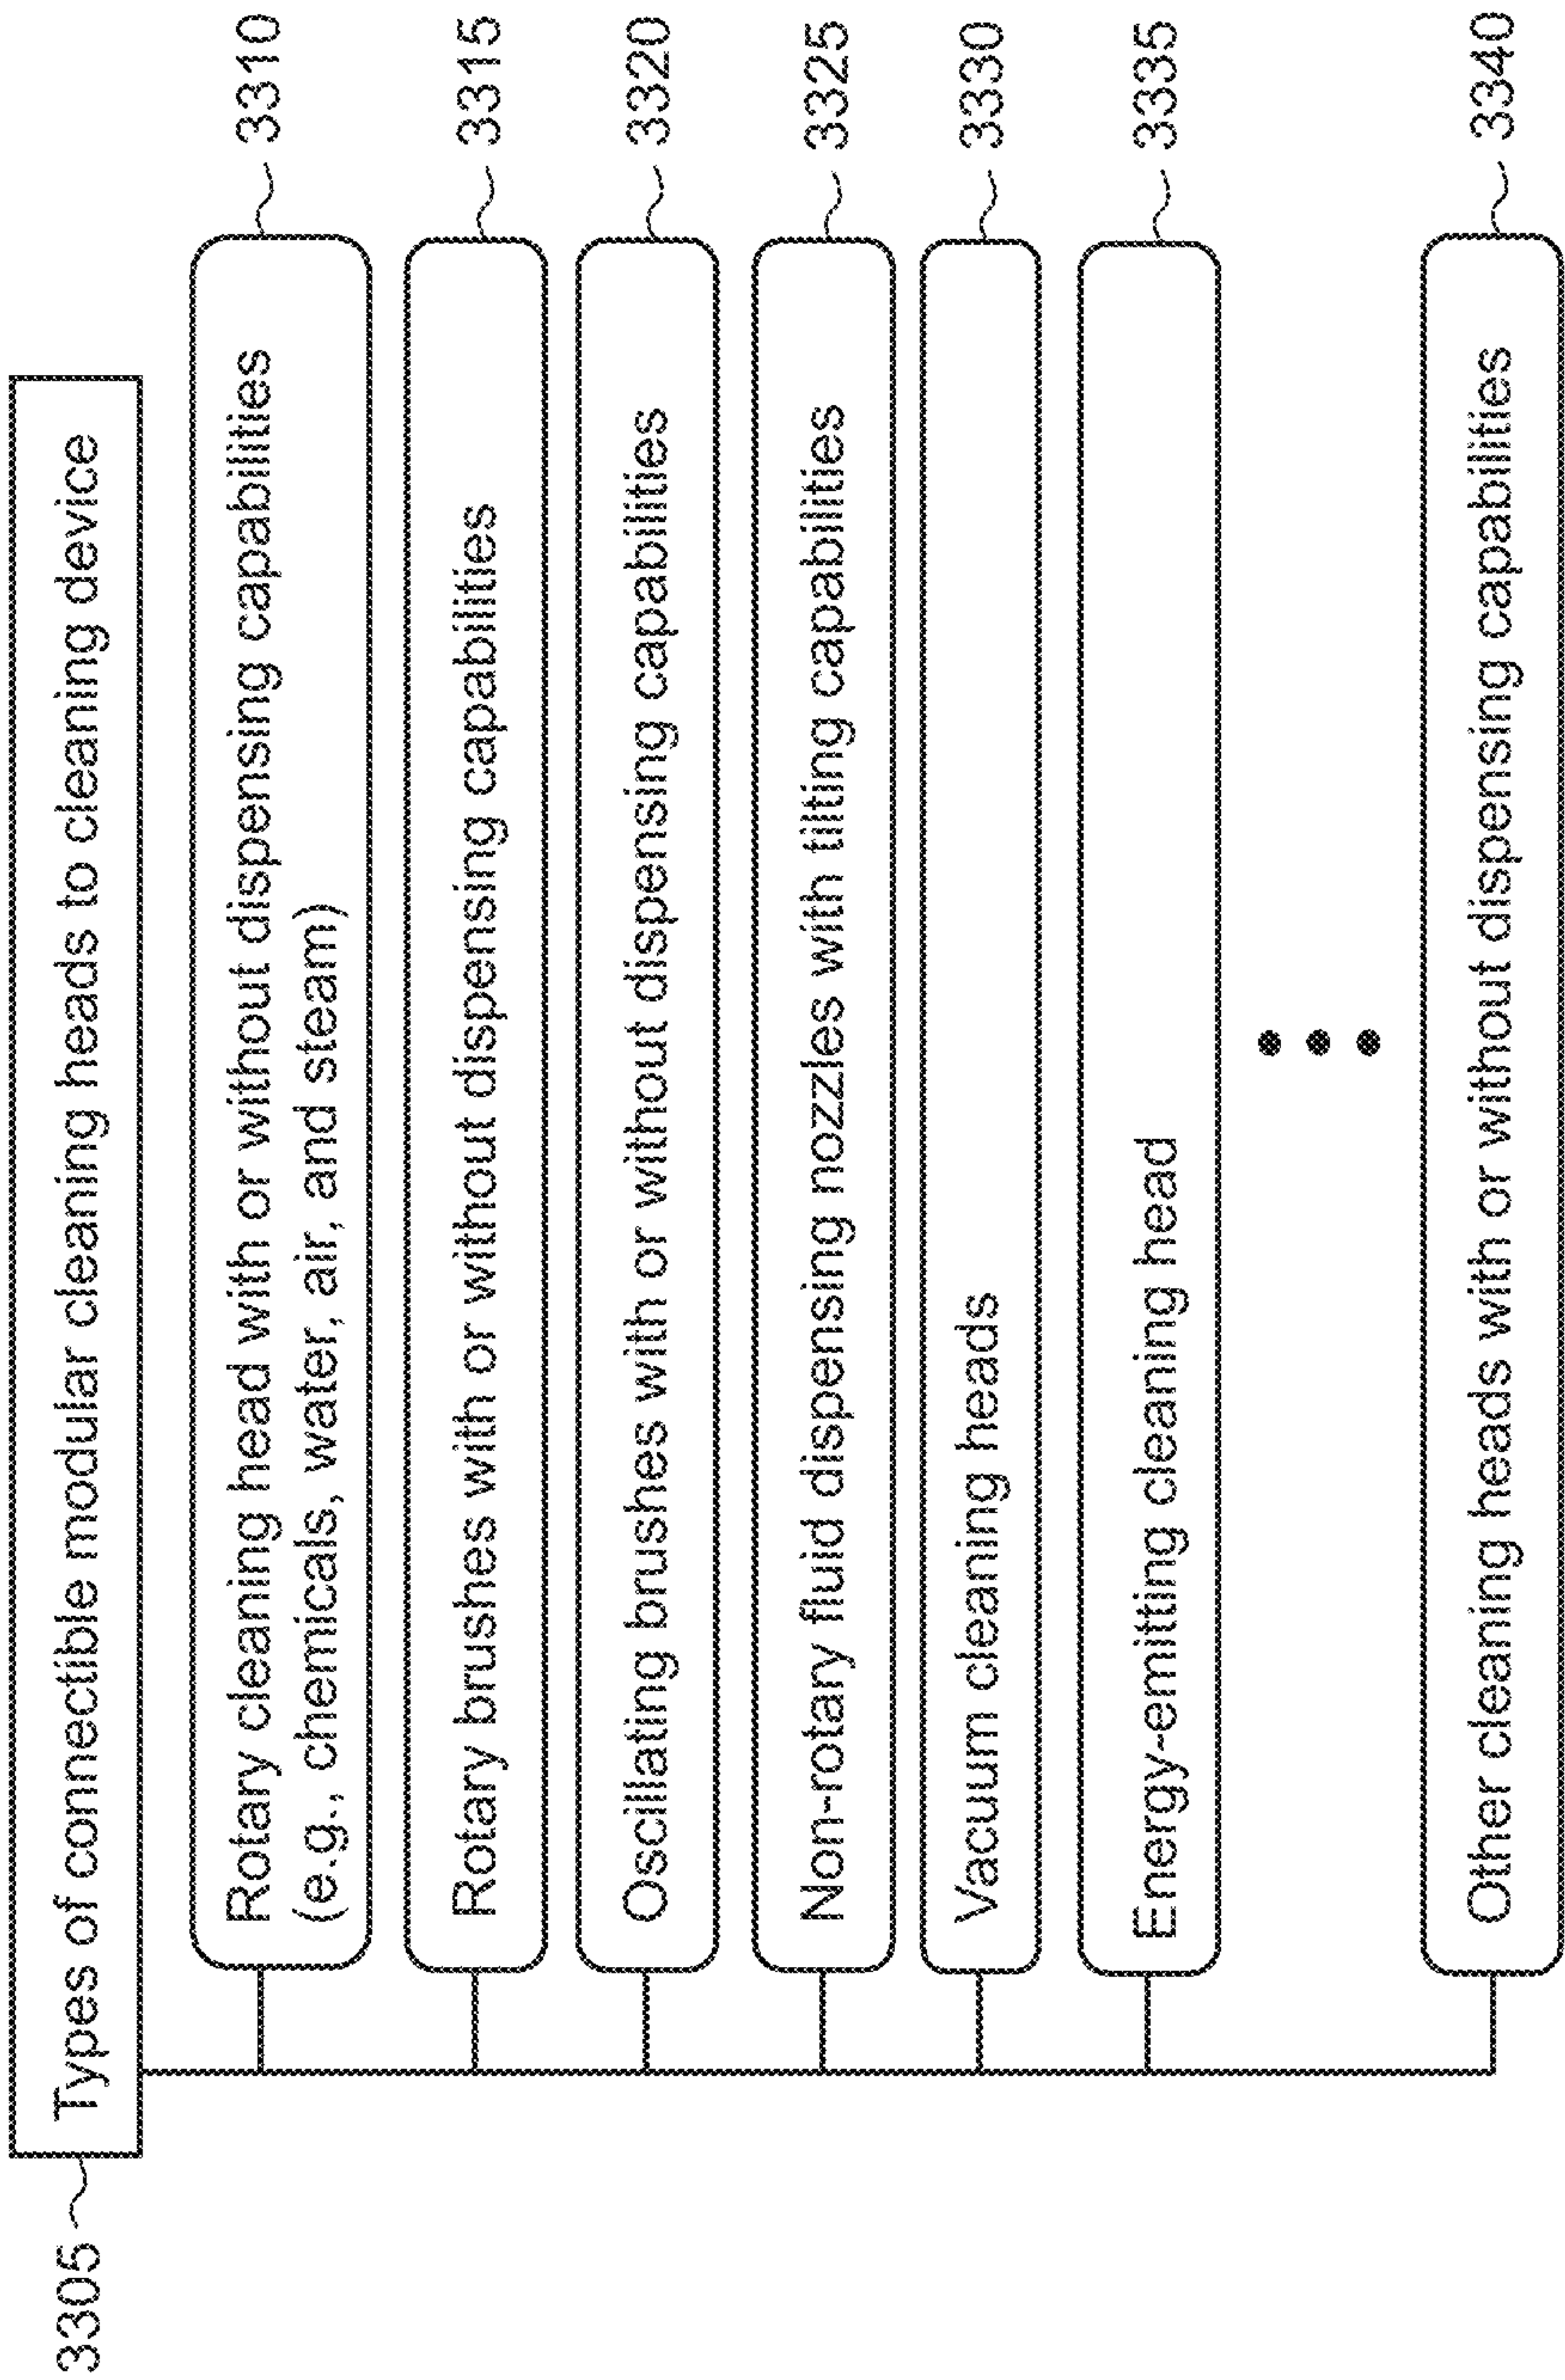 3305
Types of connectible modular cleaning heads to cleaning device
Rotary cleaning head with or without dispensing capabilities
(e.g., chemicals, water, air, and steam)
3310
Rotary brushes with or without dispensing capabilities
3315
Oscillating brushes with or without dispensing capabilities
3320
Non-rotary fluid dispensing nozzles with tilting capabilities
3325
Vacuum cleaning heads
3330
Energy-emitting cleaning head
3335
Other cleaning heads with or without dispensing capabilities
3340